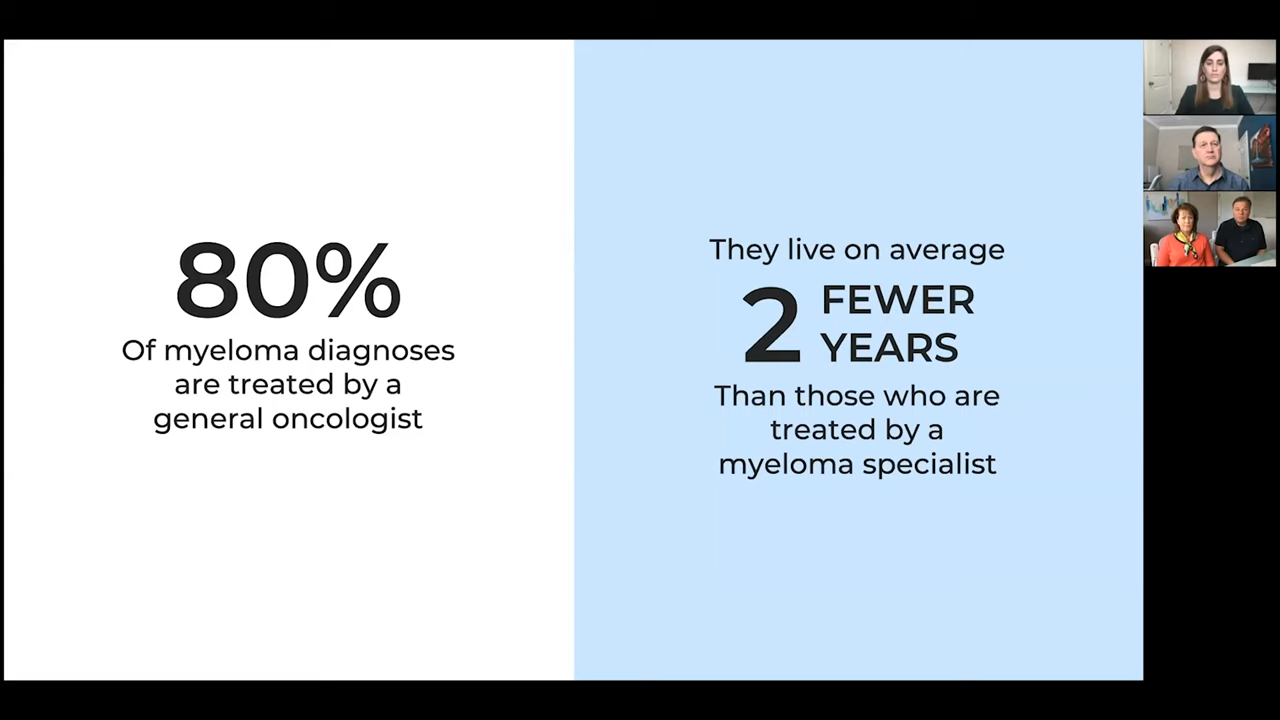 80%
Of myeloma diagnoses
are treated by a
general oncologist
They live on average
2 FEWER
YEARS
Than those who are
treated by a
myeloma specialist